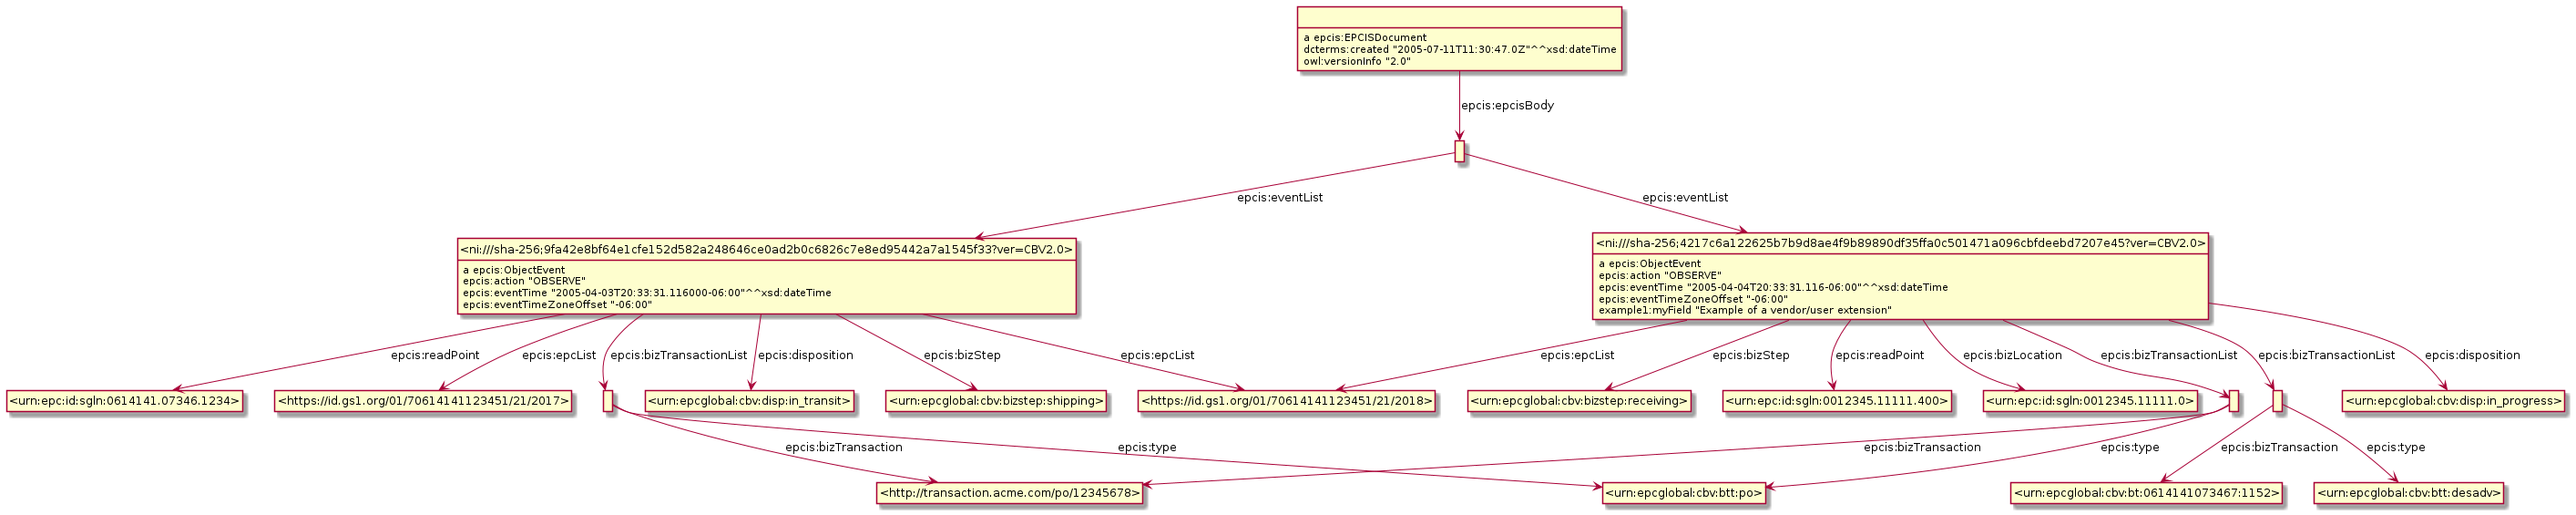 a epcis:EPCISDocument
dcterms:created "2005-07-11T11:30:47.0Z"^^xsd:dateTime
owl:versionInfo "2.0"
epcis:epcisBody
epcis:eventList
epcis:eventList
<ni:///sha-256;9fa42e8bf64e1cfe152d582a248646ce0ad2b0c6826c7e8ed95442a7a1545f33?ver=CBV2.0>
a epcis:ObjectEvent
epcis:action "OBSERVE"
epcis:eventTime "2005-04-03T20:33:31.116000-06:00"^^xsd:dateTime
epcis:eventTimeZoneOffset "-06:00"
<ni:///sha-256;4217c6a122625b7b9d8ae4f9b89890df35ffa0c501471a096cbfdeebd7207e45?ver=CBV2.0>
a epcis:ObjectEvent
epcis:action "OBSERVE"
epcis:eventTime "2005-04-04T20:33:31.116-06:00"^^xsd:dateTime
epcis:eventTimeZoneOffset "-06:00"
example1:myField "Example of a vendor/user extension"
epcis:readPoint
epcis:epcList
epcis:bizTransactionList
epcis:disposition
epcis:bizStep
epcis:epcList
epcis:epcList
epcis:bizStep
epcis:readPoint
epcis:bizLocation
epcis:bizTransactionList
epcis:bizTransactionList
epcis:disposition
<urn:epc:id:sgln:0614141.07346.1234>
<https://id.gs1.org/01/70614141123451/21/2017>
<urn:epcglobal:cbv:disp:in_transit>
<urn:epcglobal:cbv:bizstep:shipping>
<https://id.gs1.org/01/70614141123451/21/2018>
<urn:epcglobal:cbv:bizstep:receiving>
<urn:epc:id:sgln:0012345.11111.400>
<urn:epc:id:sgln:0012345.11111.0>
<urn:epcglobal:cbv:disp:in_progress>
epcis:bizTransaction
epcis:type
epcis:bizTransaction
epcis:type
epcis:bizTransaction
epcis:type
<http://transaction.acme.com/po/12345678>
<urn:epcglobal:cbv:btt:po>
<urn:epcglobal:cbv:bt:0614141073467:1152>
<urn:epcglobal:cbv:btt:desadv>